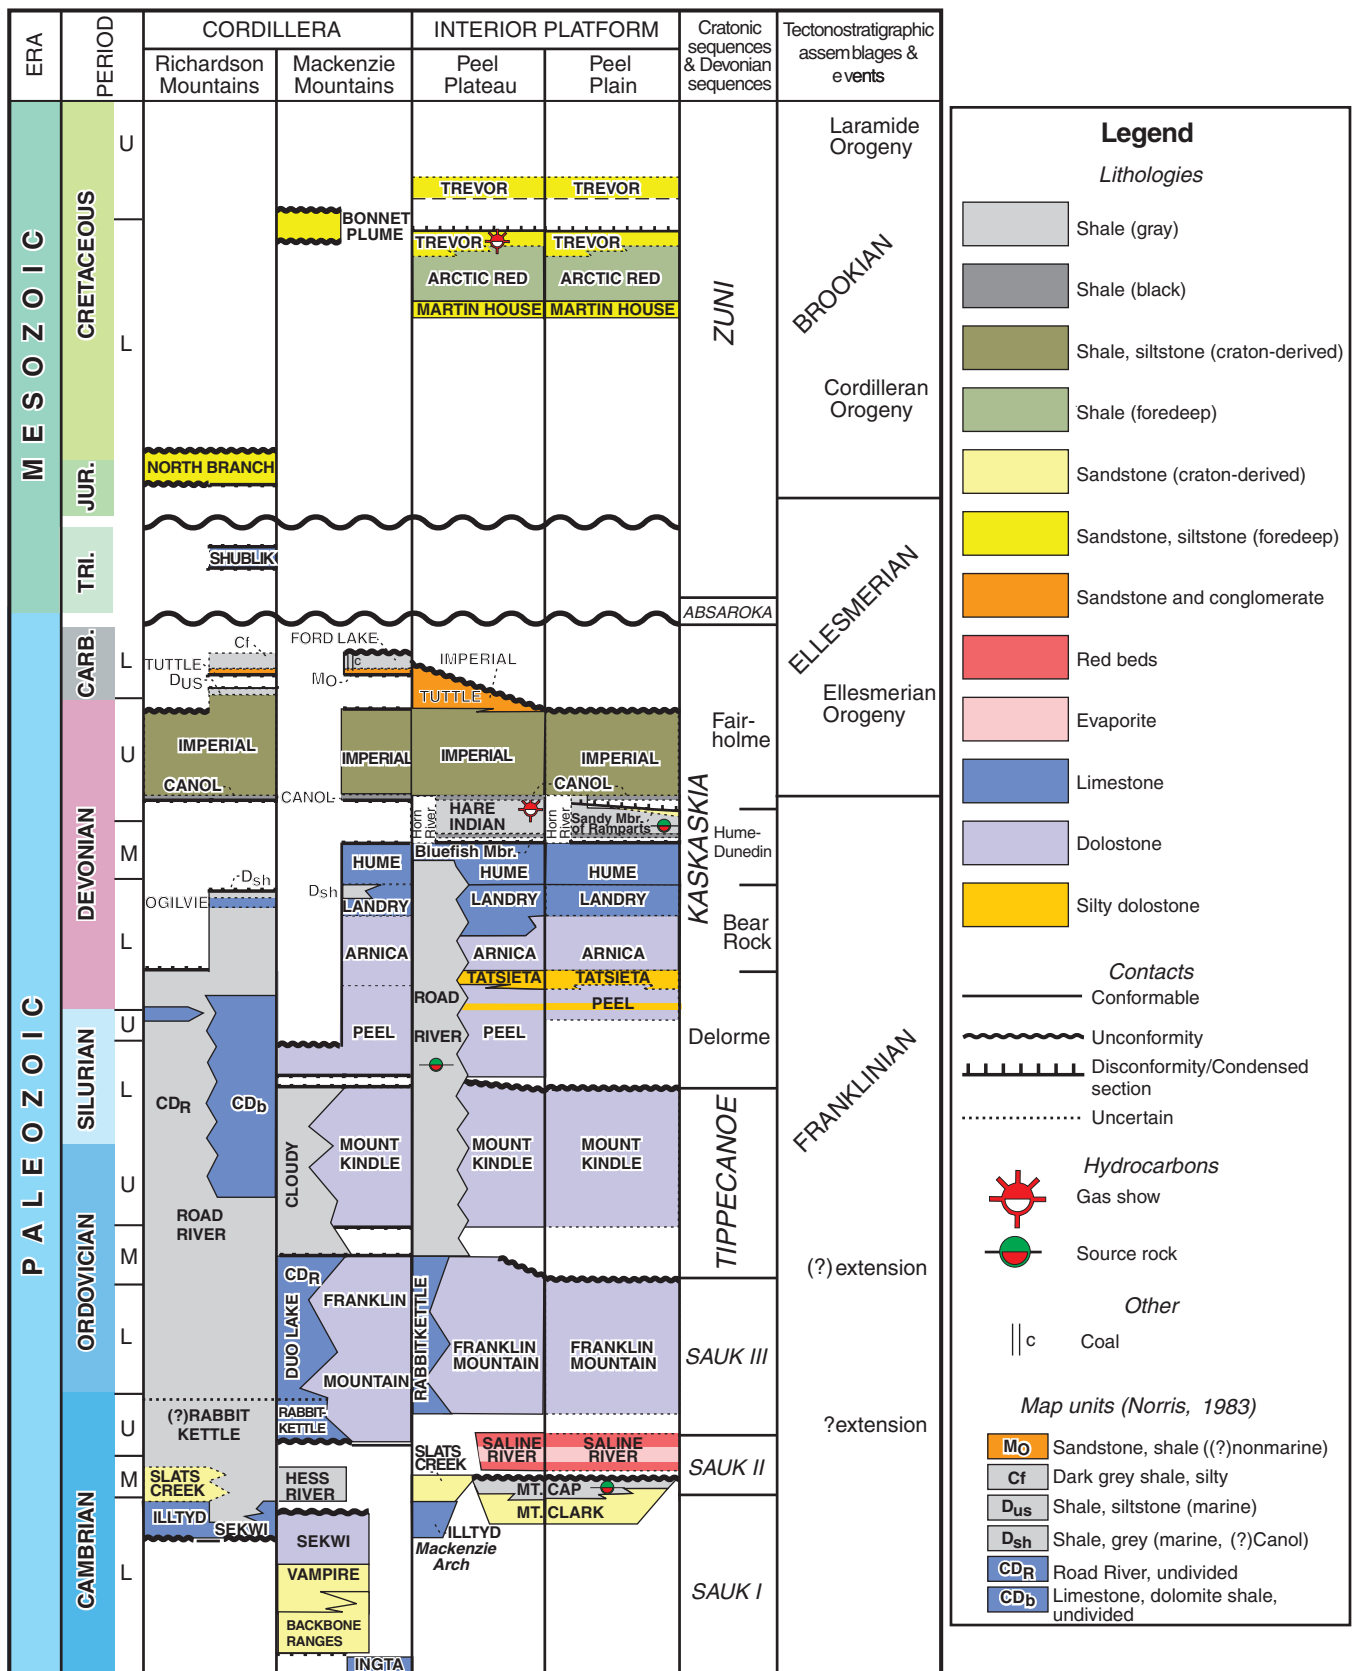 ERA
PERIOD
CORDILLERA
INTERIOR PLATFORM
Richardson
Mountains
Mackenzie
Mountains
Peel
Plateau
Peel
Plain
Cratonic
sequences
& Devonian
sequences
Tectonostratigraphic
assemblages &
events
MESOZOIC
PALEOZOIC
CRETACEOUS
JUR.
TRI.
CARB.
DEVONIAN
SILURIAN
ORDOVICIAN
CAMBRIAN
U
L
L
U
M
L
U
L
U
M
L
U
M
L
NORTH BRANCH
SHUBLIK
Cf
TUTTLE
DUS
IMPERIAL
CANOL
Dsh
OGILVIE
CDR
CDb
ROAD
RIVER
(?)RABBIT
KETTLE
SLATS
CREEK
ILLTYD
SEKWI
BONNET
PLUME
FORD LAKE
c
MO
IMPERIAL
CANOL
HUME
Dsh
LANDRY
ARNICA
PEEL
CLOUDY
MOUNT
KINDLE
CDR
DUO LAKE
FRANKLIN
MOUNTAIN
RABBIT-
KETTLE
HESS
RIVER
SEKWI
VAMPIRE
BACKBONE
RANGES
INGTA
TREVOR
TREVOR
ARCTIC RED
MARTIN HOUSE
IMPERIAL
TUTTLE
IMPERIAL
CANOL
Horn
River
HARE
INDIAN
Bluefish Mbr.
HUME
LANDRY
ARNICA
TATSIETA
ROAD
RIVER
PEEL
MOUNT
KINDLE
RABBITKETTLE
FRANKLIN
MOUNTAIN
SLATS
CREEK
SALINE
RIVER
MT. CAP
MT. CLARK
ILLTYD
Mackenzie
Arch
TREVOR
TREVOR
ARCTIC RED
MARTIN HOUSE
IMPERIAL
Horn
River
Sandy Mbr.
of Ramparts
HUME
LANDRY
ARNICA
TATSIETA
PEEL
MOUNT
KINDLE
FRANKLIN
MOUNTAIN
SALINE
RIVER
ZUNI
ABSAROKA
KASKASKIA
Fair-
holme
Hume-
Dunedin
Bear
Rock
Delorme
TIPPECANOE
SAUK III
SAUK II
SAUK I
Laramide
Orogeny
BROOKIAN
Cordilleran
Orogeny
ELLESMERIAN
Ellesmerian
Orogeny
FRANKLINIAN
(?)extension
?extension
Legend
Lithologies
Shale (gray)
Shale (black)
Shale, siltstone (craton-derived)
Shale (foredeep)
Sandstone (craton-derived)
Sandstone, siltstone (foredeep)
Sandstone and conglomerate
Red beds
Evaporite
Limestone
Dolostone
Silty dolostone
Contacts
Conformable
Unconformity
Disconformity/Condensed
section
Uncertain
Hydrocarbons
Gas show
Source rock
Other
c Coal
Map units (Norris, 1983)
MO Sandstone, shale ((?)nonmarine)
Cf Dark grey shale, silty
Dus Shale, siltstone (marine)
Dsh Shale, grey (marine, (?)Canol)
CDR Road River, undivided
CDb Limestone, dolomite shale,
undivided